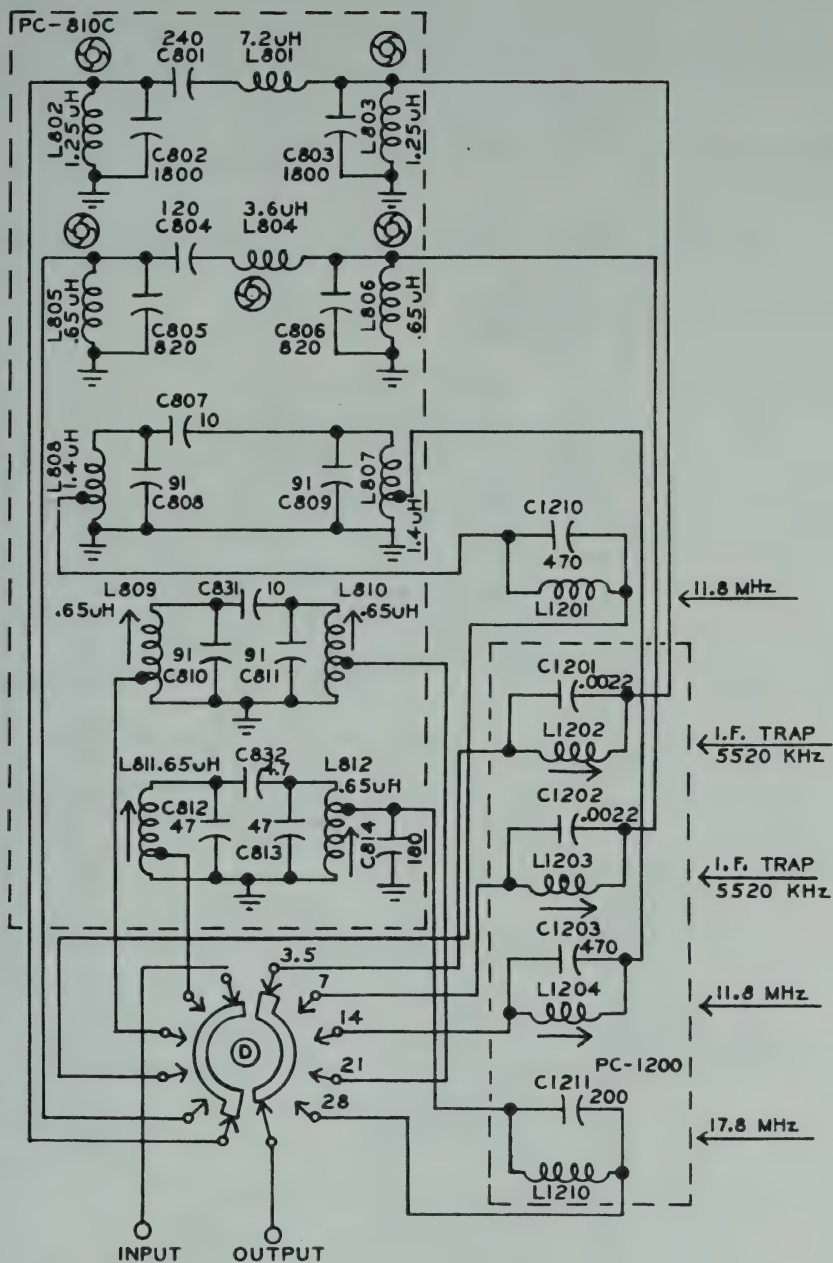 PC-810C
240
C801
7.2uH
L801
L802
1.25uH
C802
1800
C803
1800
L803
1.25uH
120
C804
3.6uH
L804
L805
.65uH
C805
820
C806
820
L806
.65uH
C807
10
L808
1.4uH
91
C808
91
C809
L807
1.4uH
C1210
470
L1201
11.8 MHz
L809
.65uH
C831
10
L810
.65uH
91
C810
91
C811
C1201
.0022
L1202
I.F. TRAP
5520 KHz
L811
.65uH
C832
4.7
L812
.65uH
C812
47
47
C813
C814
180
C1202
.0022
L1203
I.F. TRAP
5520 KHz
C1203
470
L1204
11.8 MHz
PC-1200
3.5
7
14
21
28
D
C1211
200
L1210
17.8 MHz
INPUT
OUTPUT